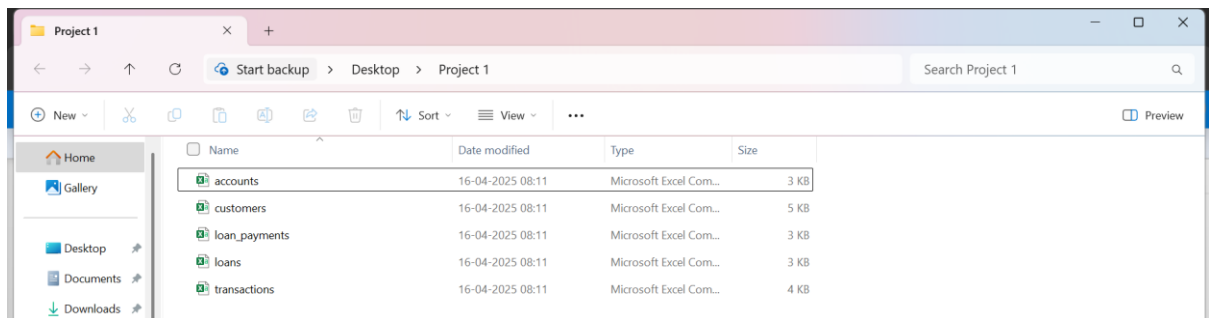 Project 1
Start backup > Desktop > Project 1 Search Project 1
New Sort View ... Preview
Home
Gallery
Desktop
Documents
Downloads
Name Date modified Type Size
accounts 16-04-2025 08:11 Microsoft Excel Com... 3 KB
customers 16-04-2025 08:11 Microsoft Excel Com... 5 KB
loan_payments 16-04-2025 08:11 Microsoft Excel Com... 3 KB
loans 16-04-2025 08:11 Microsoft Excel Com... 3 KB
transactions 16-04-2025 08:11 Microsoft Excel Com... 4 KB